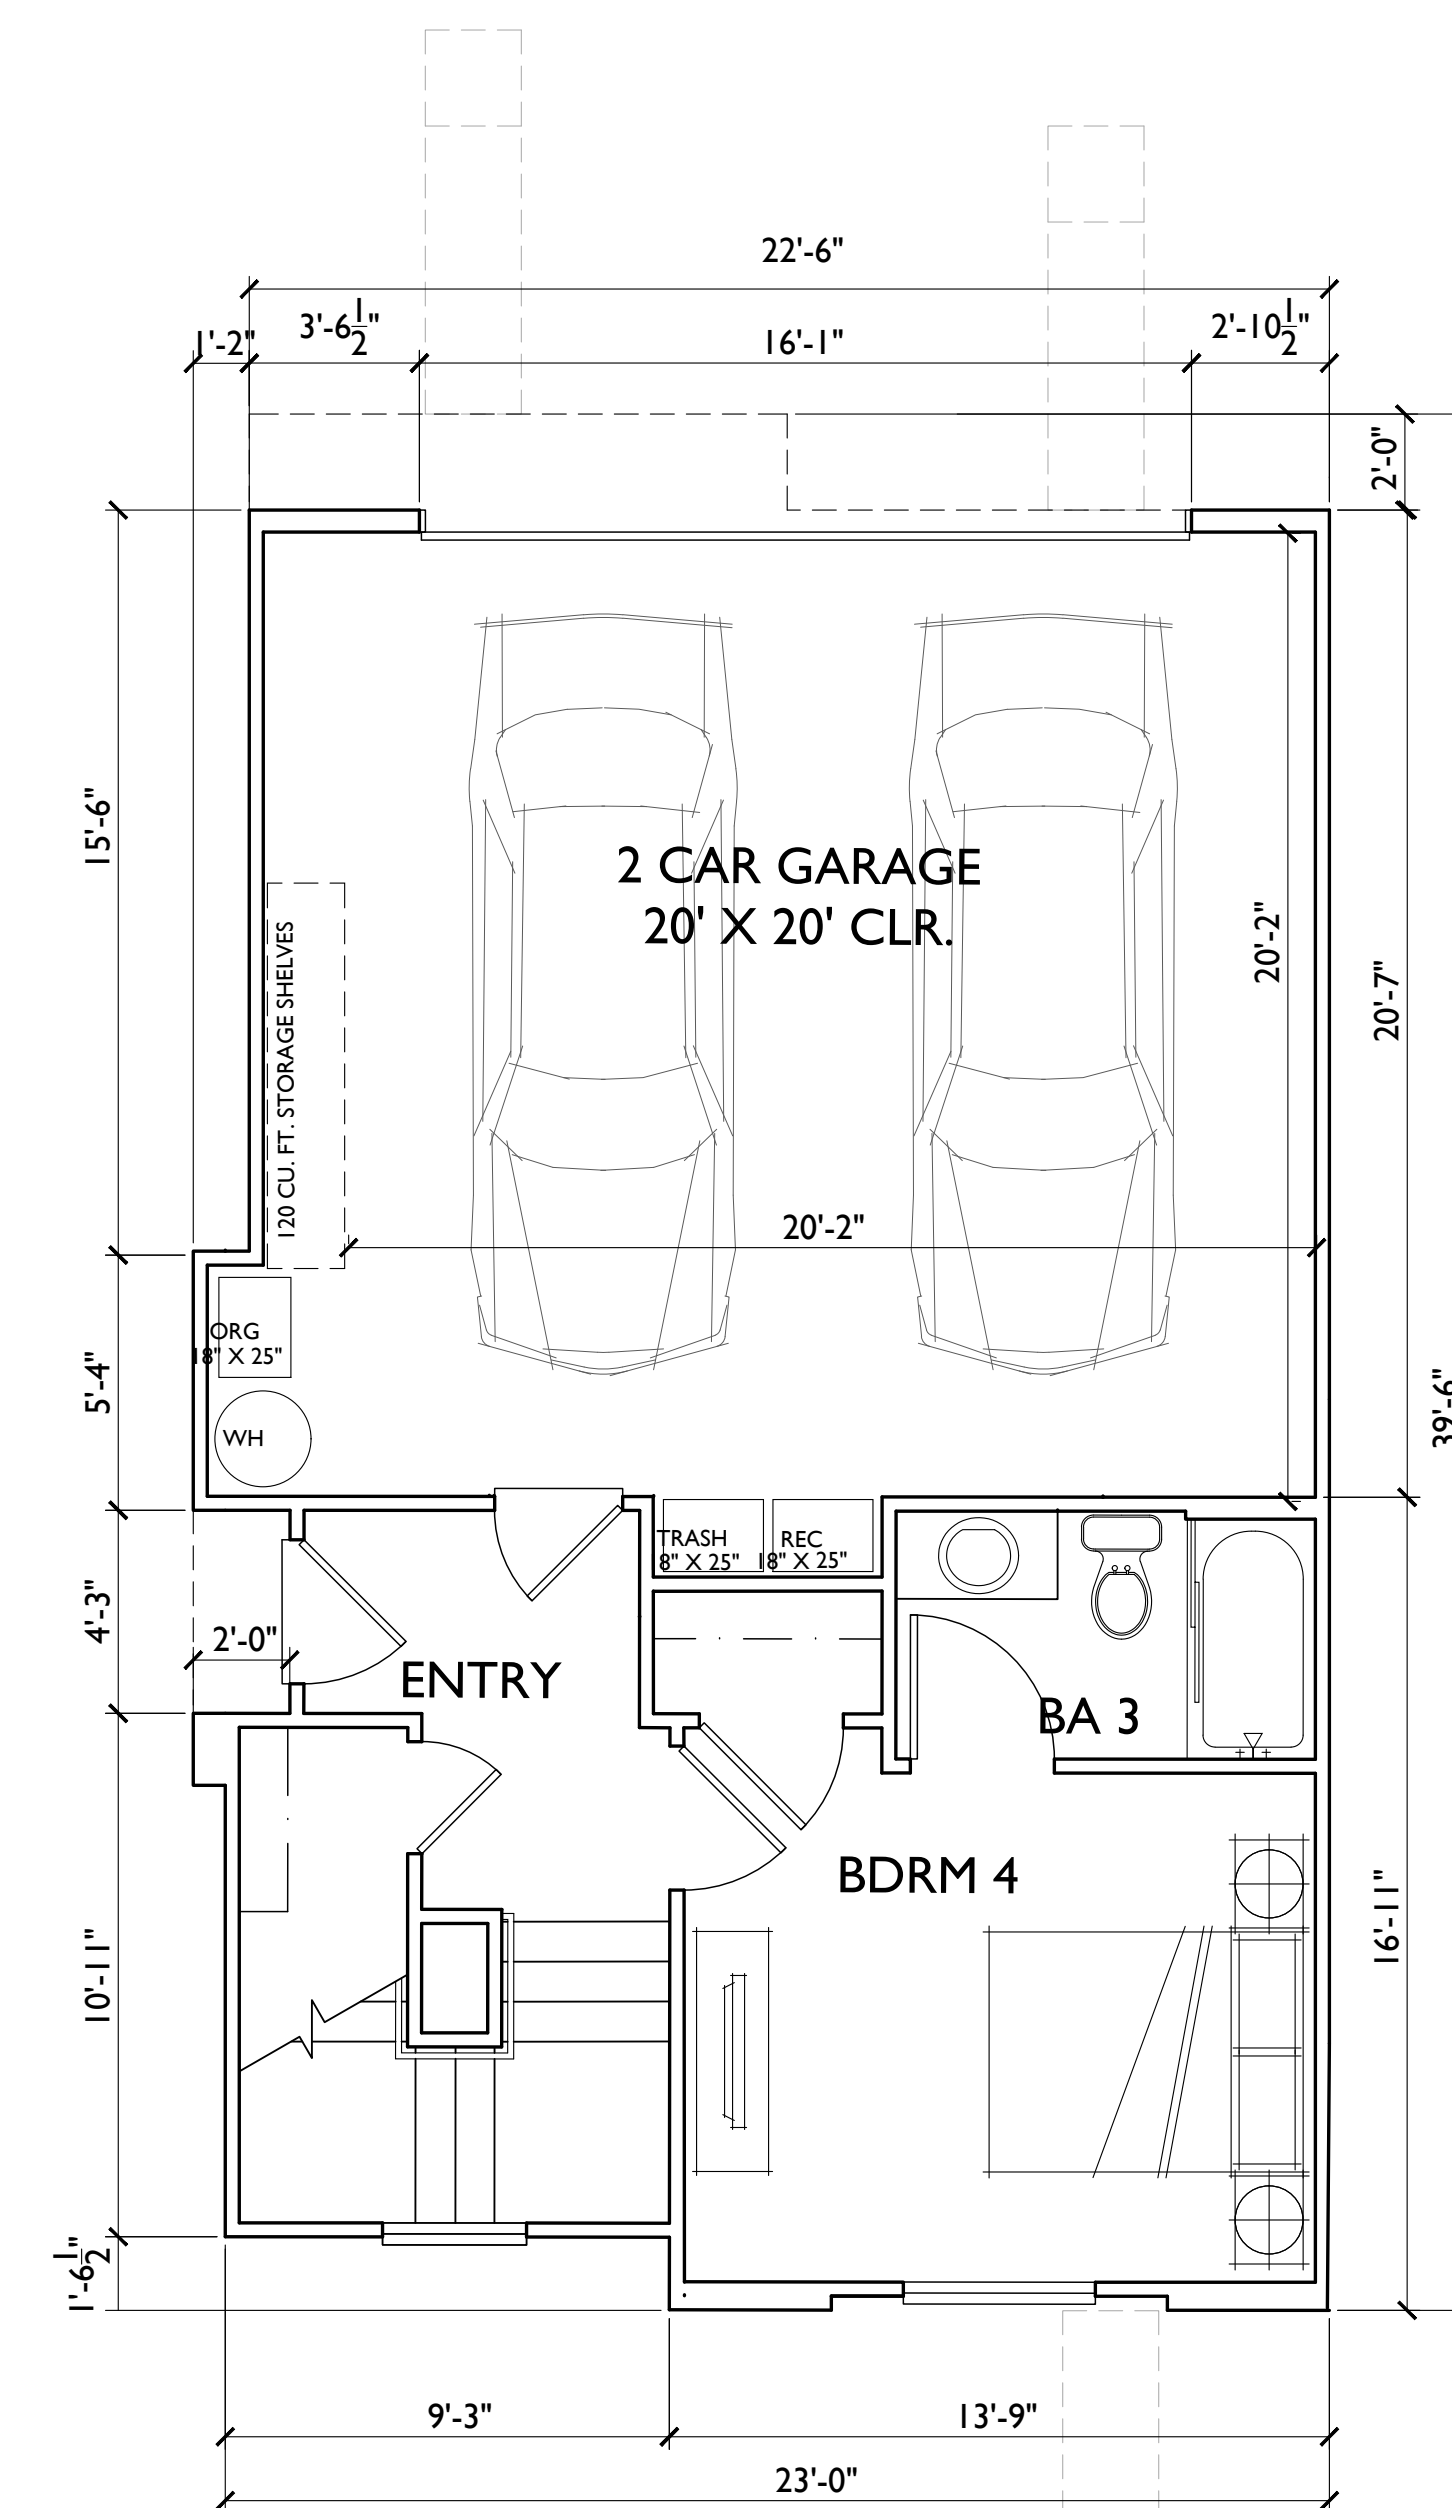 22'-6"
1'-2"
3'-6 1/2"
16'-1"
2'-10 1/2"
2'-0"
15'-6"
2 CAR GARAGE
20' X 20' CLR.
20'-2"
20'-7"
120 CU. FT. STORAGE SHELVES
20'-2"
ORG
18" X 25"
5'-4"
39'-6"
WH
TRASH
8" X 25"
REC
18" X 25"
4'-3"
2'-0"
ENTRY
BA 3
BDRM 4
10'-11"
16'-11"
1'-6 1/2"
9'-3"
13'-9"
23'-0"